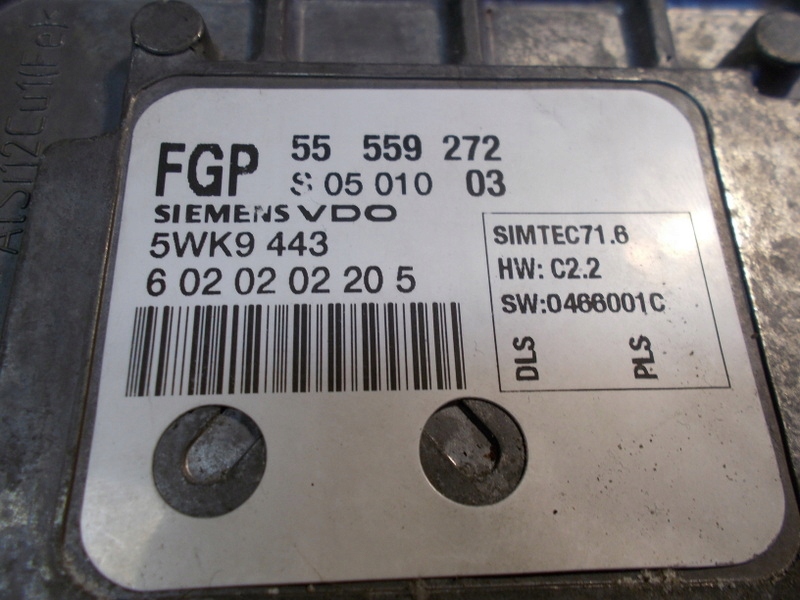 FGP 55 559 272
S 05 010 03
SIEMENS VDO
5WK9 443
6 02 02 02 20 5
SIMTEC71.6
HW: C2.2
SW:0466001C
DLS PLS